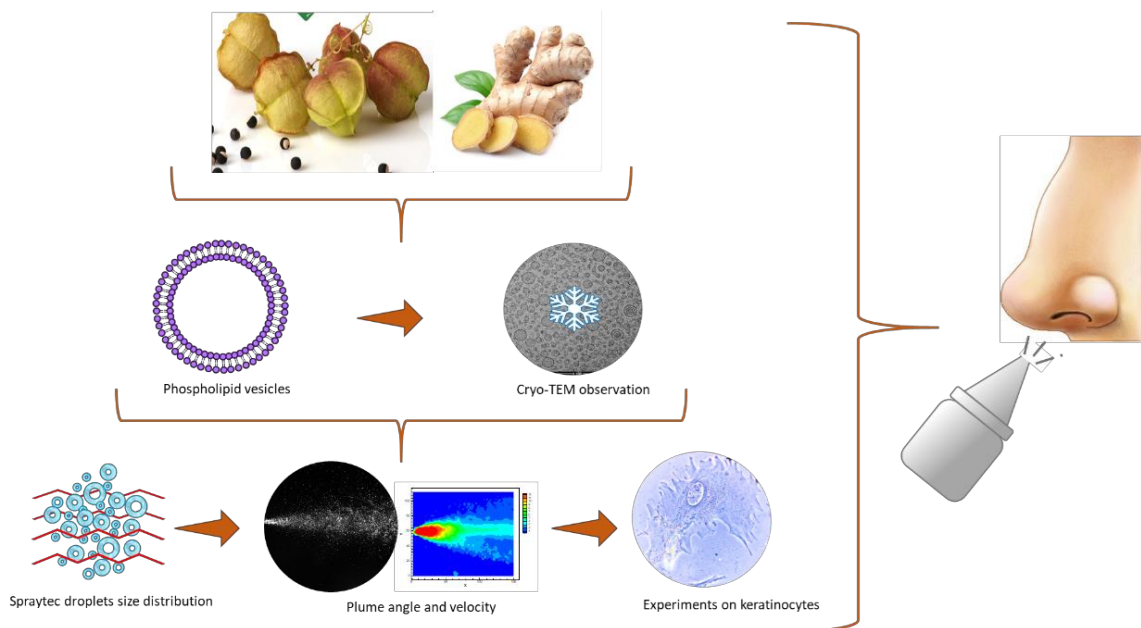 Phospholipid vesicles
Cryo-TEM observation
Spraytec droplets size distribution
Plume angle and velocity
Experiments on keratinocytes